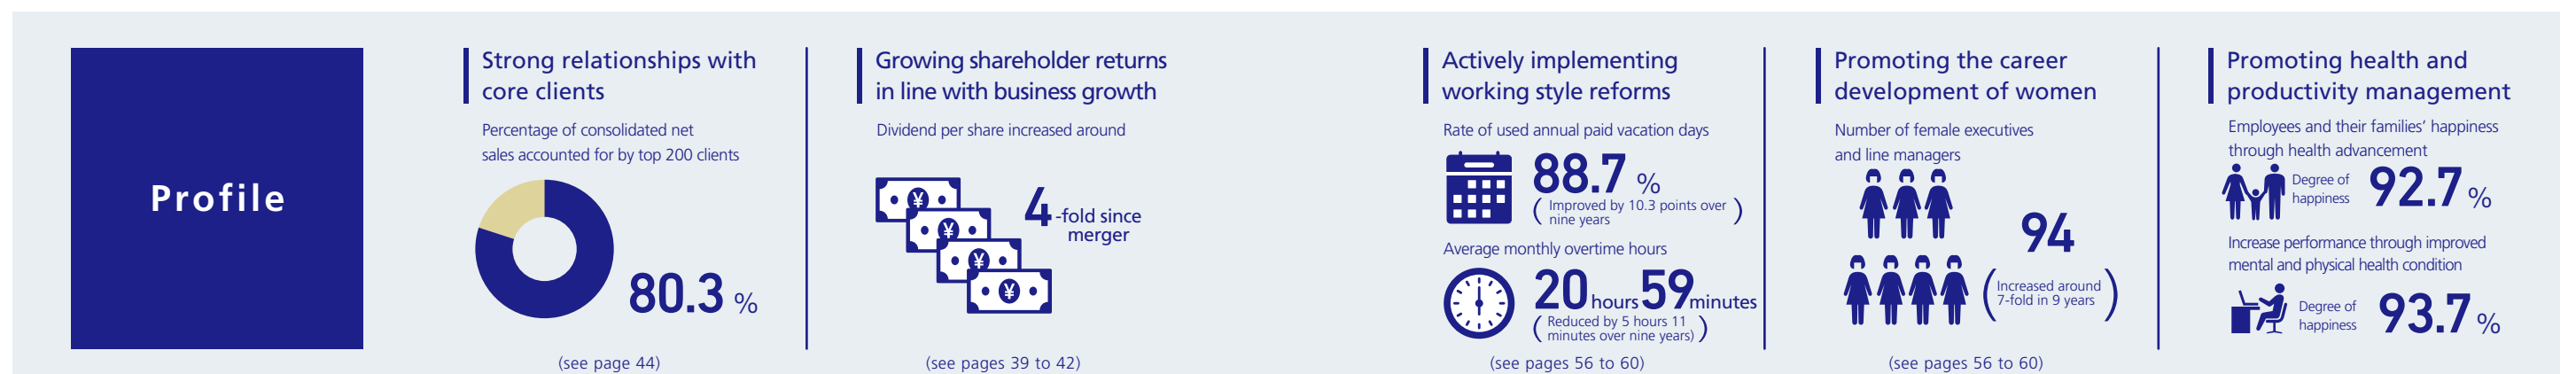 Profile
Strong relationships with
core clients
Percentage of consolidated net
sales accounted for by top 200 clients
80.3 %
(see page 44)
Growing shareholder returns
in line with business growth
Dividend per share increased around
¥
¥
¥
¥
4-fold since
merger
(see pages 39 to 42)
Actively implementing
working style reforms
Rate of used annual paid vacation days
88.7 %
(Improved by 10.3 points over
nine years)
Average monthly overtime hours
20 hours 59 minutes
(Reduced by 5 hours 11
minutes over nine years))
(see pages 56 to 60)
Promoting the career
development of women
Number of female executives
and line managers
94
(Increased around
7-fold in 9 years)
(see pages 56 to 60)
Promoting health and
productivity management
Employees and their families’ happiness
through health advancement
Degree of
happiness
92.7 %
Increase performance through improved
mental and physical health condition
Degree of
happiness
93.7 %